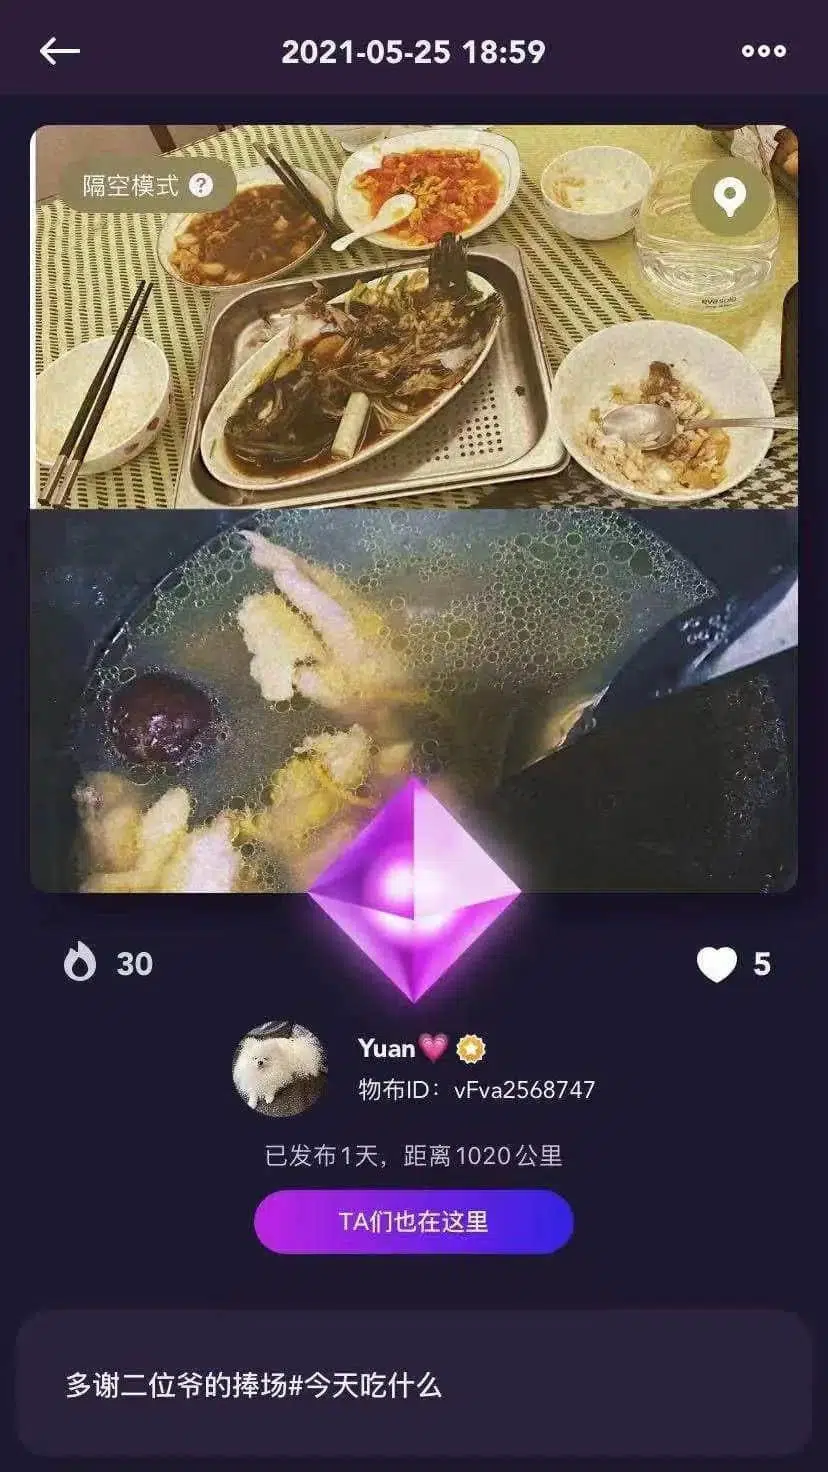 2021-05-25 18:59
隔空模式 ?
eva solo
30
5
Yuan
物布ID：vFva2568747
已发布1天，距离1020公里
TA们也在这里
多谢二位爷的捧场#今天吃什么